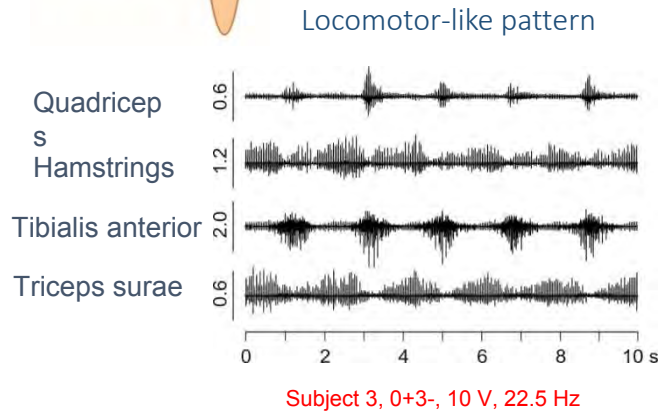 Locomotor-like pattern
Quadricep
s
Hamstrings
Tibialis anterior
Triceps surae
0.6
1.2
2.0
0.6
0 2 4 6 8 10 s
Subject 3, 0+3-, 10 V, 22.5 Hz